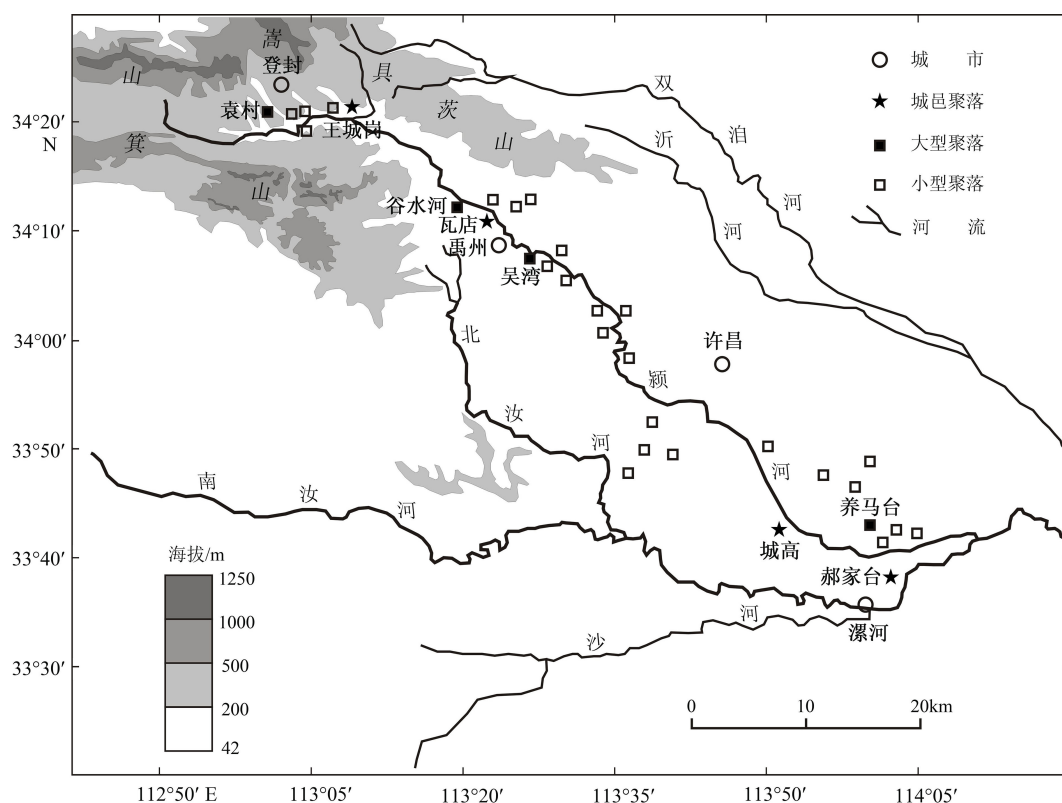 嵩
山
登封
具
茨
山
袁村
王城岗
箕
山
34°20′
N
谷水河
瓦店
禹州
吴湾
34°10′
双
洎
河
沂
河
城 市
城邑聚落
大型聚落
小型聚落
河 流
34°00′
北
汝
河
许昌
颍
河
33°50′
南
汝
河
养马台
城高
郝家台
漯河
33°40′
沙
河
33°30′
海拔/m
1250
1000
500
200
42
0 10 20km
112°50′ E 113°05′ 113°20′ 113°35′ 113°50′ 114°05′